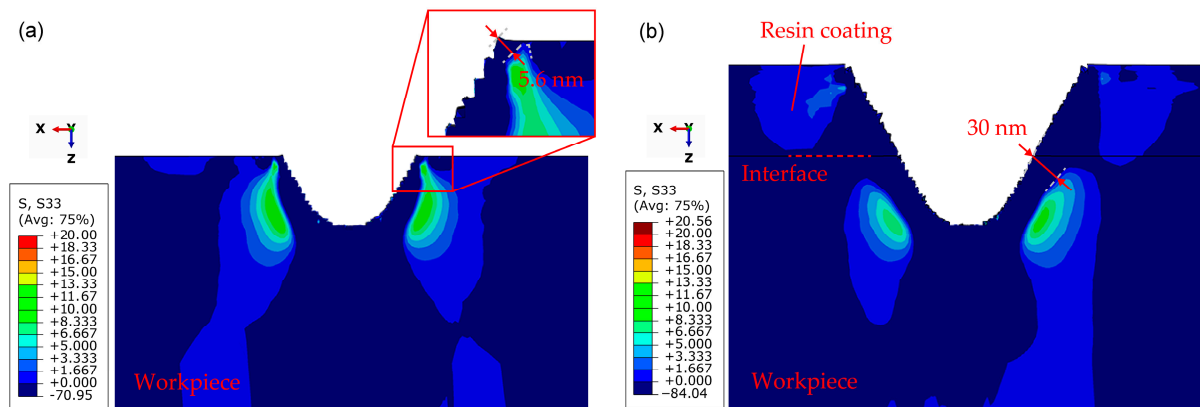 (a)
5.6 nm
X Y
Z
S, S33
(Avg: 75%)
+20.00
+18.33
+16.67
+15.00
+13.33
+11.67
+10.00
+8.333
+6.667
+5.000
+3.333
+1.667
+0.000
-70.95
Workpiece
(b)
Resin coating
30 nm
X Y
Z
Interface
S, S33
(Avg: 75%)
+20.56
+20.00
+18.33
+16.67
+15.00
+13.33
+11.67
+10.00
+8.333
+6.667
+5.000
+3.333
+1.667
+0.000
−84.04
Workpiece